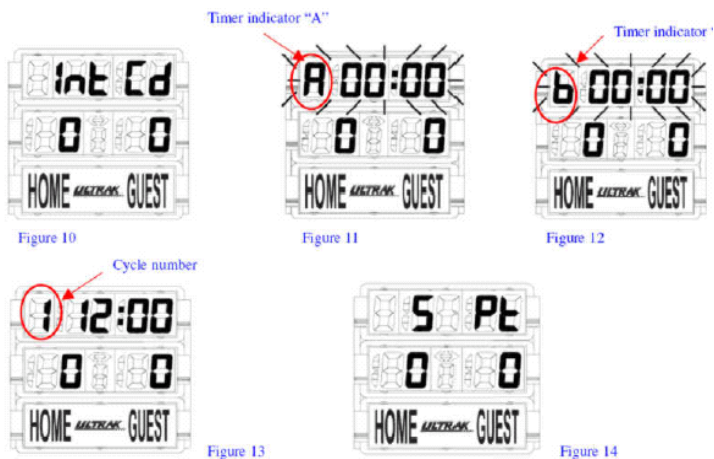 Timer indicator “A”
Timer indicator “
Int Cd
A 00:00
b 00:00
0 0
0 0
0 0
HOME ULTRAK GUEST
HOME ULTRAK GUEST
HOME ULTRAK GUEST
Figure 10
Figure 11
Figure 12
Cycle number
1 12:00
5 Pt
0 0
0 0
HOME ULTRAK GUEST
HOME ULTRAK GUEST
Figure 13
Figure 14